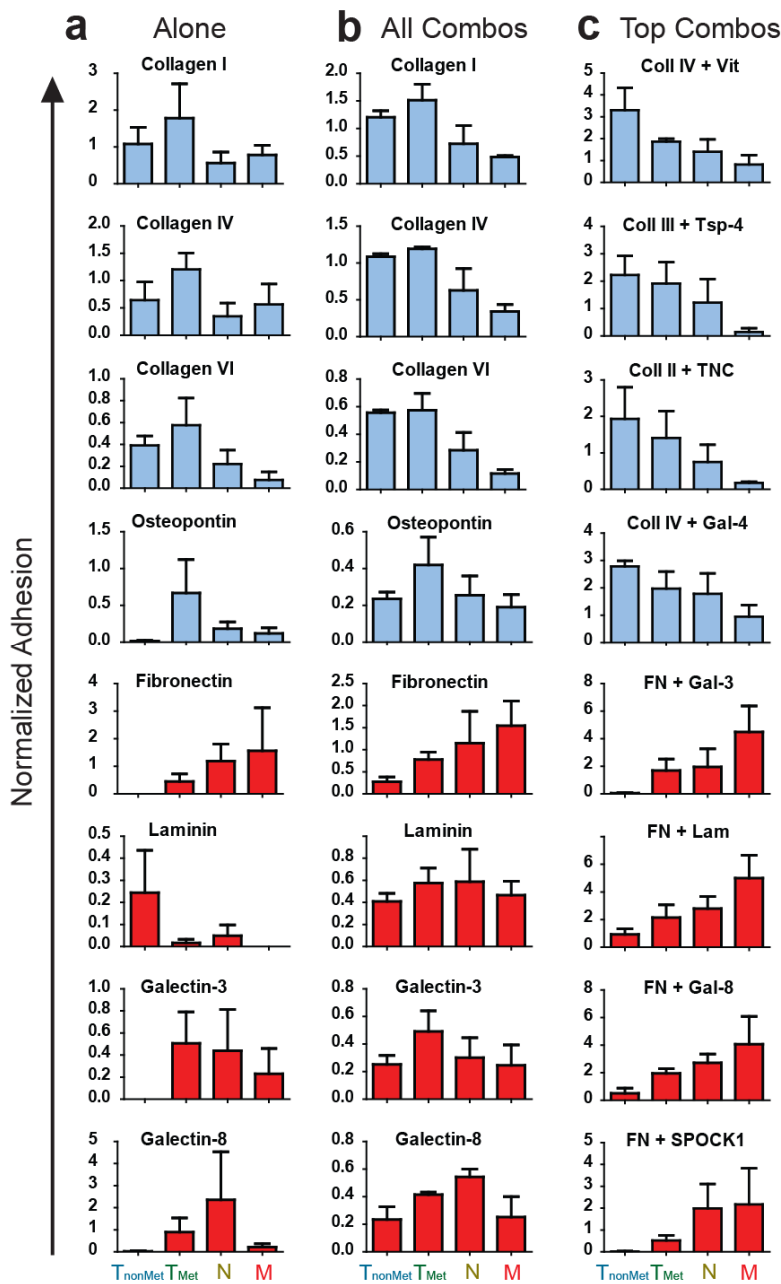 a Alone b All Combos c Top Combos
Normalized Adhesion
Collagen I Collagen I Coll IV + Vit
3 2 1 0
2.0 1.5 1.0 0.5 0.0
5 4 3 2 1 0
Collagen IV Collagen IV Coll III + Tsp-4
2.0 1.5 1.0 0.5 0.0
1.5 1.0 0.5 0.0
4 3 2 1 0
Collagen VI Collagen VI Coll II + TNC
1.0 0.8 0.6 0.4 0.2 0.0
0.8 0.6 0.4 0.2 0.0
3 2 1 0
Osteopontin Osteopontin Coll IV + Gal-4
1.5 1.0 0.5 0.0
0.6 0.4 0.2 0.0
4 3 2 1 0
Fibronectin Fibronectin FN + Gal-3
4 3 2 1 0
2.5 2.0 1.5 1.0 0.5 0.0
8 6 4 2 0
Laminin Laminin FN + Lam
0.5 0.4 0.3 0.2 0.1 0.0
1.0 0.8 0.6 0.4 0.2 0.0
8 6 4 2 0
Galectin-3 Galectin-3 FN + Gal-8
1.0 0.8 0.6 0.4 0.2 0.0
0.8 0.6 0.4 0.2 0.0
8 6 4 2 0
Galectin-8 Galectin-8 FN + SPOCK1
5 4 3 2 1 0
0.8 0.6 0.4 0.2 0.0
5 4 3 2 1 0
TnonMet TMet N M TnonMet TMet N M TnonMet TMet N M